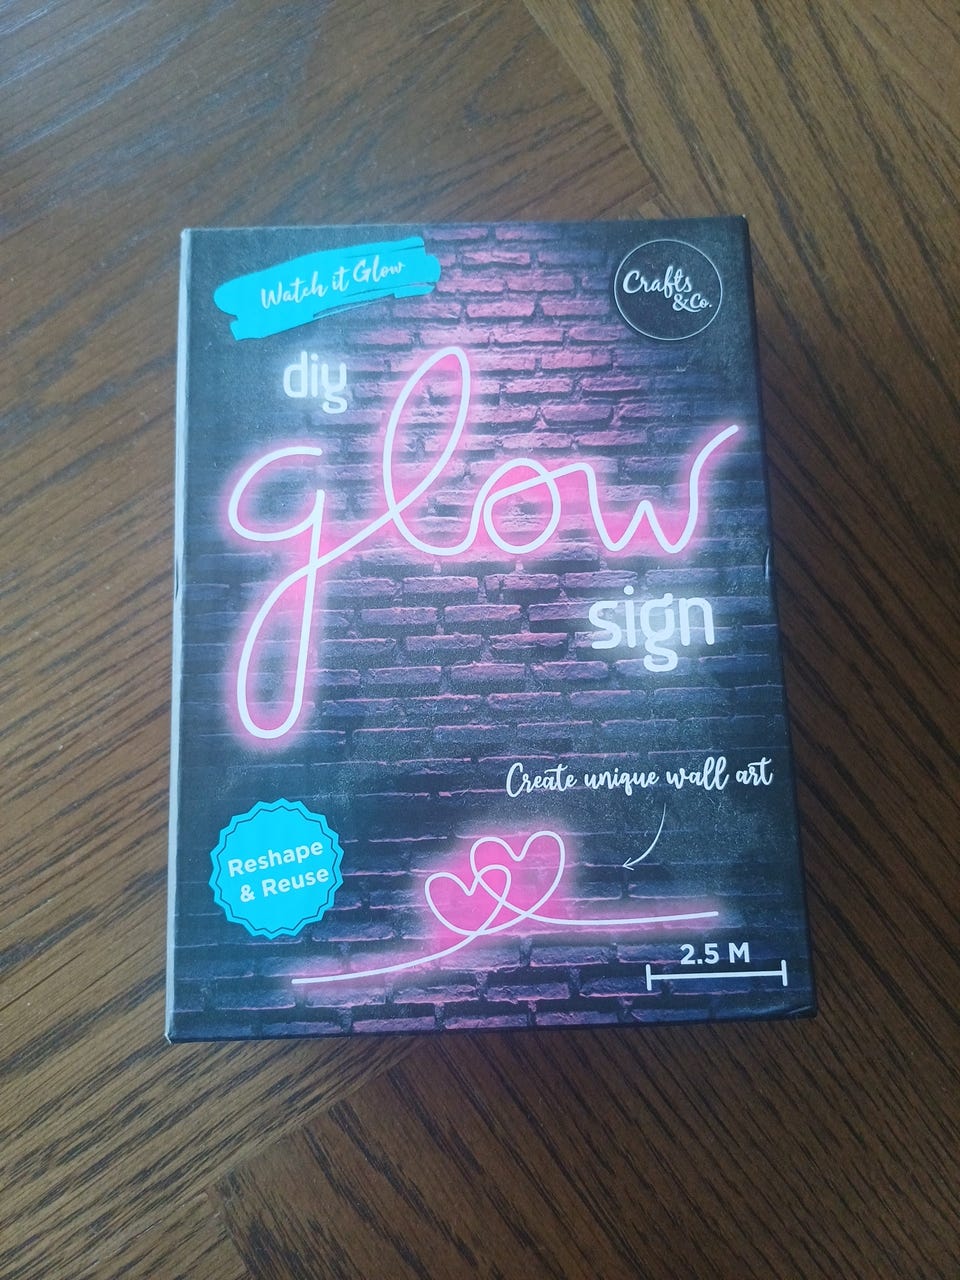 Watch it Glow
Crafts
&Co.
diy
glow
sign
Create unique wall art
Reshape
& Reuse
2.5 M